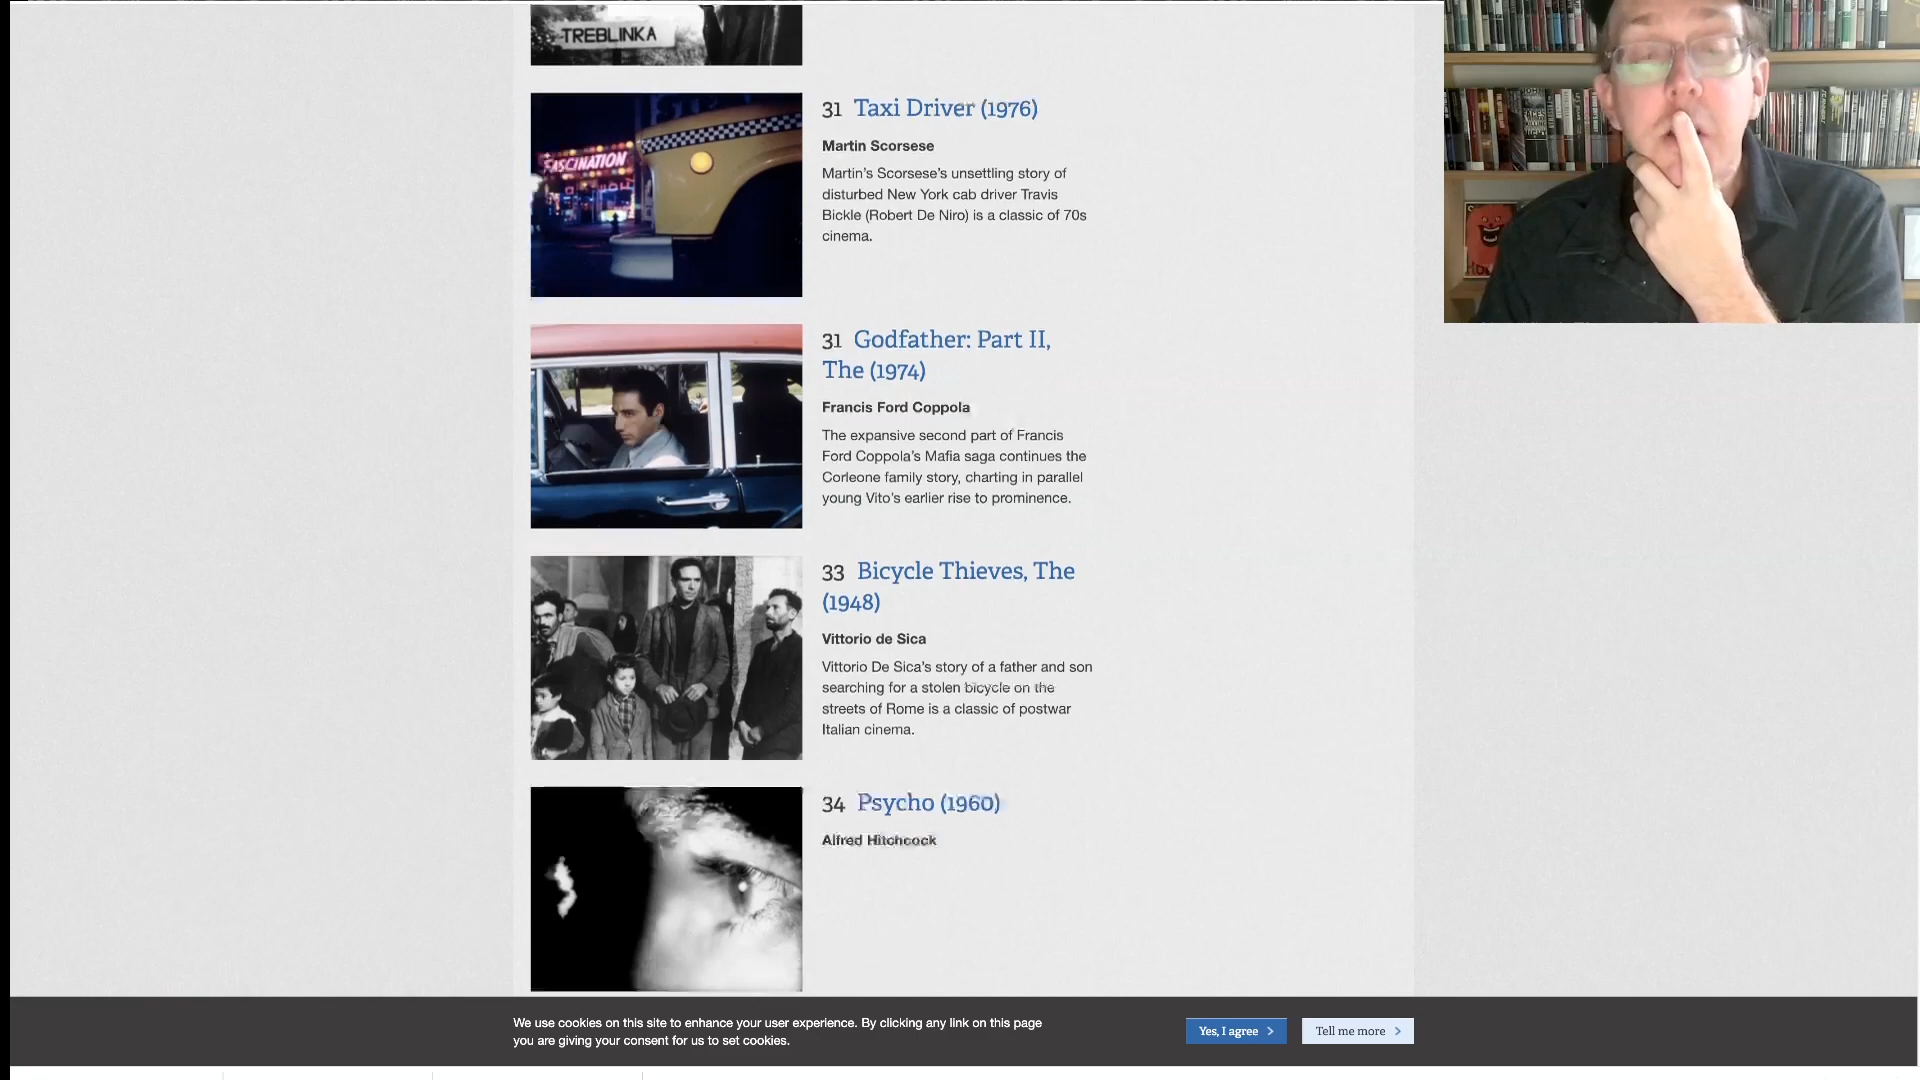 TREBLINKA
31 Taxi Driver (1976)
Martin Scorsese
Martin's Scorsese's unsettling story of
disturbed New York cab driver Travis
Bickle (Robert De Niro) is a classic of 70s
cinema.
FASCINATION
31 Godfather: Part II,
The (1974)
Francis Ford Coppola
The expansive second part of Francis
Ford Coppola's Mafia saga continues the
Corleone family story, charting in parallel
young Vito's earlier rise to prominence.
33 Bicycle Thieves, The
(1948)
Vittorio de Sica
Vittorio De Sica's story of a father and son
searching for a stolen bicycle on the
streets of Rome is a classic of postwar
Italian cinema.
34 Psycho (1960)
Alfred Hitchcock
We use cookies on this site to enhance your user experience. By clicking any link on this page
you are giving your consent for us to set cookies.
Yes, I agree >
Tell me more >